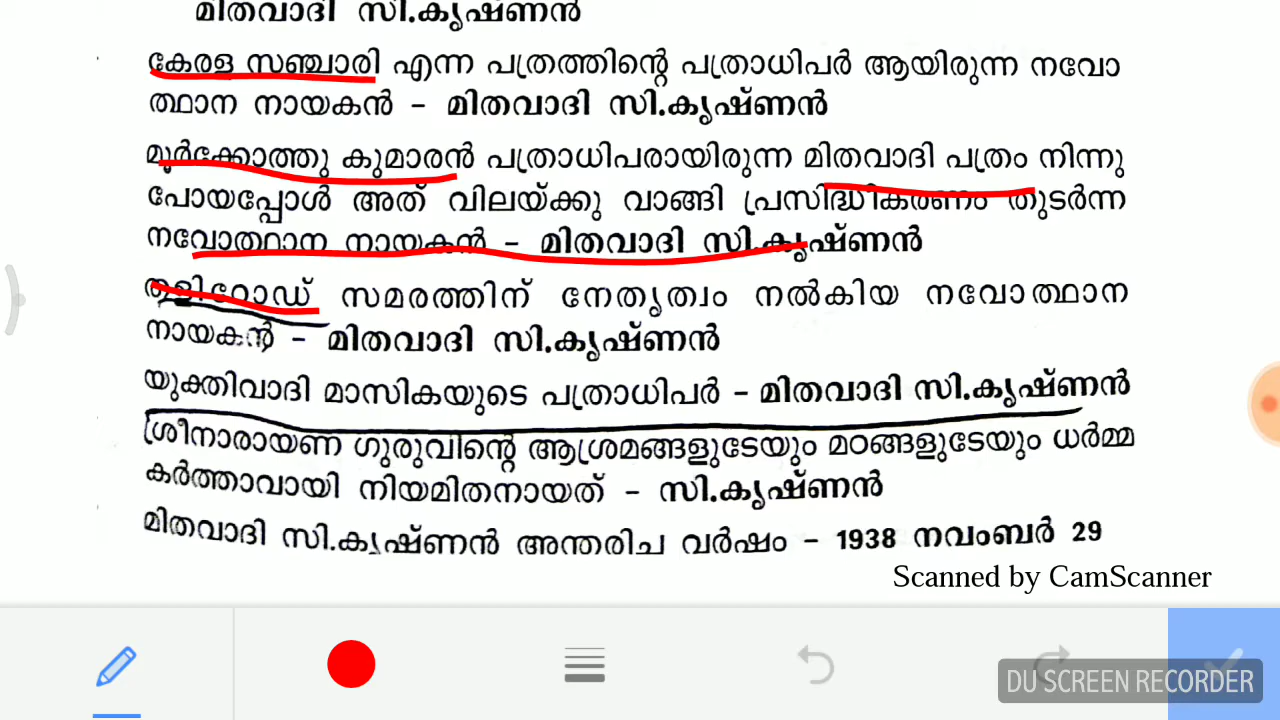 മിതവാദി സി.കൃഷ്ണൻ
കേരള സഞ്ചാരി എന്ന പത്രത്തിന്റെ പത്രാധിപർ ആയിരുന്ന നവോ
ത്ഥാന നായകൻ – മിതവാദി സി.കൃഷ്ണൻ
മൂർക്കോത്തു കുമാരൻ പത്രാധിപരായിരുന്ന മിതവാദി പത്രം നിന്നു
പോയപ്പോൾ അത് വിലയ്ക്കു വാങ്ങി പ്രസിദ്ധീകരണം തുടർന്ന
നവോത്ഥാന നായകൻ – മിതവാദി സി.കൃഷ്ണൻ
തളിറോഡ് സമരത്തിന് നേതൃത്വം നൽകിയ നവോത്ഥാന
നായകൻ – മിതവാദി സി.കൃഷ്ണൻ
യുക്തിവാദി മാസികയുടെ പത്രാധിപർ – മിതവാദി സി.കൃഷ്ണൻ
ശ്രീനാരായണ ഗുരുവിന്റെ ആശ്രമങ്ങളുടേയും മഠങ്ങളുടേയും ധർമ്മ
കർത്താവായി നിയമിതനായത് – സി.കൃഷ്ണൻ
മിതവാദി സി.കൃഷ്ണൻ അന്തരിച വർഷം – 1938 നവംബർ 29
Scanned by CamScanner
DU SCREEN RECORDER